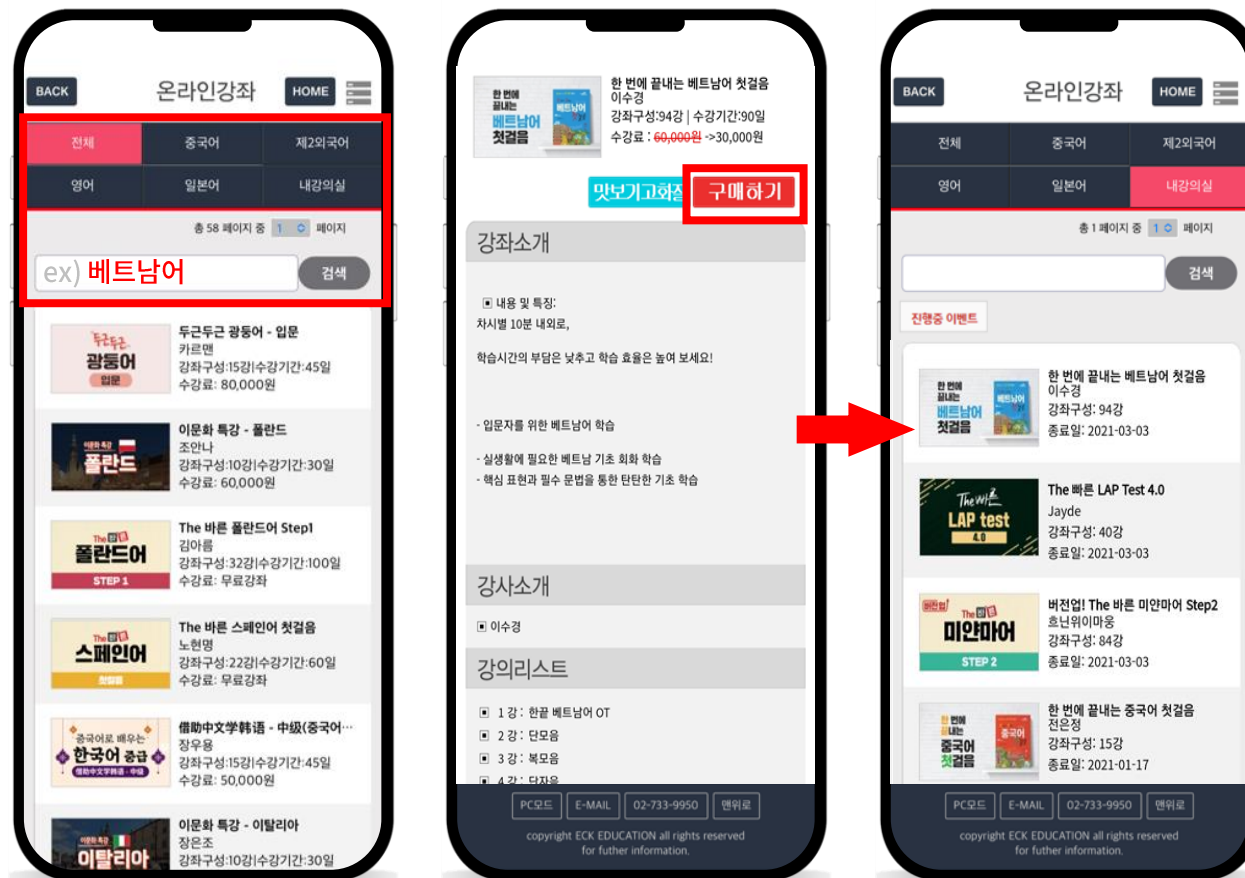 BACK
온라인강좌
HOME
전체
중국어
제2외국어
영어
일본어
내강의실
총 58 페이지 중 1 페이지
ex) 베트남어
검색
두근두근
광둥어
입문
두근두근 광둥어 - 입문
카르맨
강좌구성:15강|수강기간:45일
수강료: 80,000원
이문화 특강
폴란드
이문화 특강 - 폴란드
조안나
강좌구성:10강|수강기간:30일
수강료: 60,000원
The 바른
폴란드어
STEP 1
The 바른 폴란드어 Step1
김아름
강좌구성:32강|수강기간:100일
수강료: 무료강좌
The 바른
스페인어
첫걸음
The 바른 스페인어 첫걸음
노현명
강좌구성:22강|수강기간:60일
수강료: 무료강좌
중국어로 배우는
한국어 중급
借助中文学韩语 - 中级
借助中文学韩语 - 中级(중국어…
장우용
강좌구성:15강|수강기간:45일
수강료: 50,000원
이문화 특강
이탈리아
이문화 특강 - 이탈리아
장은조
강좌구성:10강|수강기간:30일
한 번에
끝내는
베트남어
첫걸음
베트남어
한 번에 끝내는 베트남어 첫걸음
이수경
강좌구성:94강 | 수강기간:90일
수강료 : 60,000원 ->30,000원
맛보기고화질
구매하기
강좌소개
▣ 내용 및 특징:
차시별 10분 내외로,
학습시간의 부담은 낮추고 학습 효율은 높여 보세요!
- 입문자를 위한 베트남어 학습
- 실생활에 필요한 베트남 기초 회화 학습
- 핵심 표현과 필수 문법을 통한 탄탄한 기초 학습
강사소개
▣ 이수경
강의리스트
▣ 1강 : 한끝 베트남어 OT
▣ 2강 : 단모음
▣ 3강 : 복모음
▣ 4강 : 단자음
PC모드
E-MAIL
02-733-9950
맨위로
copyright ECK EDUCATION all rights reserved
for futher information.
BACK
온라인강좌
HOME
전체
중국어
제2외국어
영어
일본어
내강의실
총 1 페이지 중 1 페이지
검색
진행중 이벤트
한 번에
끝내는
베트남어
첫걸음
베트남어
한 번에 끝내는 베트남어 첫걸음
이수경
강좌구성: 94강
종료일: 2021-03-03
The 빠른
LAP test
4.0
The 빠른 LAP Test 4.0
Jayde
강좌구성: 40강
종료일: 2021-03-03
버전업!
The 바른
미얀마어
STEP 2
버전업! The 바른 미얀마어 Step2
흐닌위이마웅
강좌구성: 84강
종료일: 2021-03-03
한 번에
끝내는
중국어
첫걸음
중국어
한 번에 끝내는 중국어 첫걸음
전은정
강좌구성: 15강
종료일: 2021-01-17
PC모드
E-MAIL
02-733-9950
맨위로
copyright ECK EDUCATION all rights reserved
for futher information.